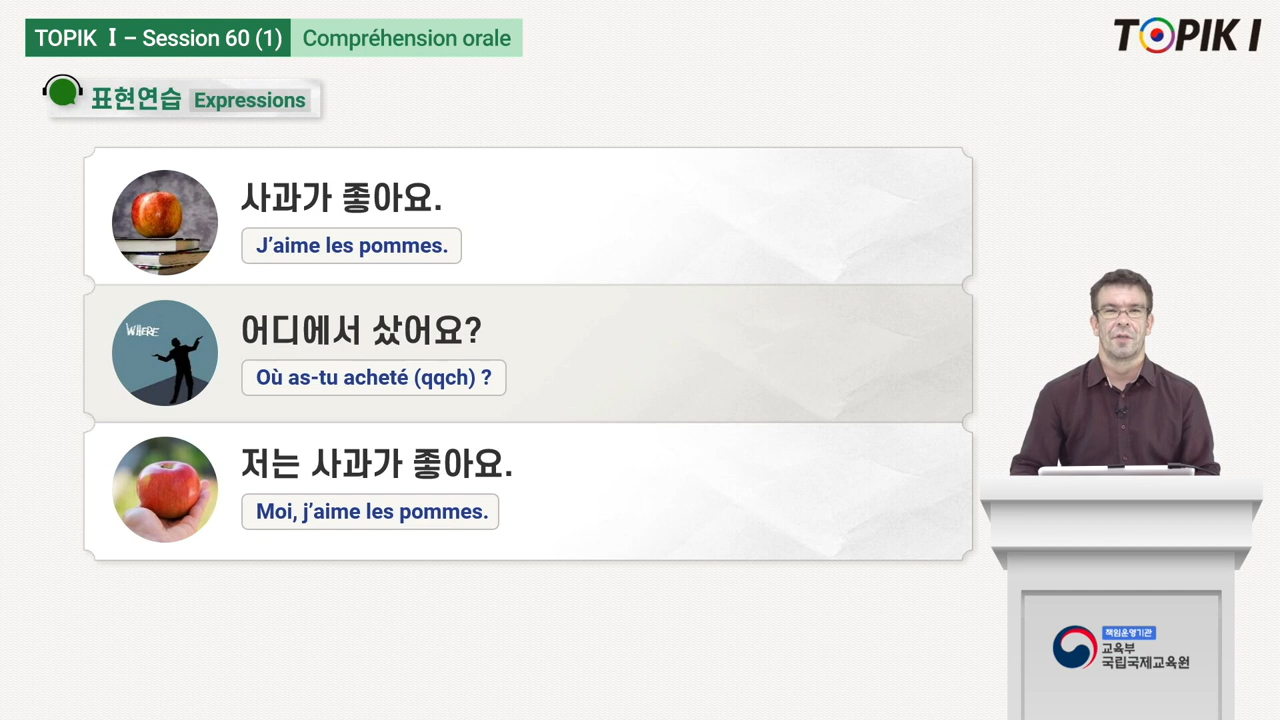 TOPIK Ⅰ – Session 60 (1) Compréhension orale
TOPIK I
표현연습 Expressions
사과가 좋아요.
J’aime les pommes.
WHERE
어디에서 샀어요?
Où as-tu acheté (qqch) ?
저는 사과가 좋아요.
Moi, j’aime les pommes.
책임운영기관
교육부
국립국제교육원